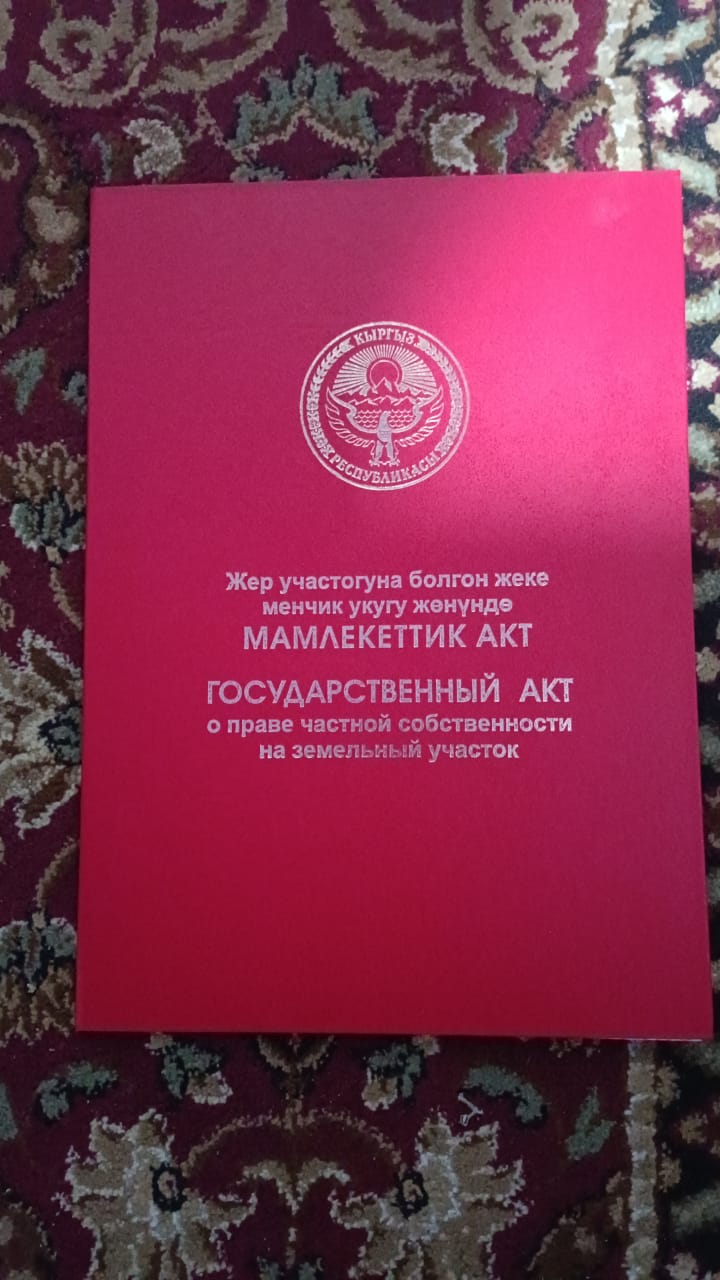 КЫРГЫЗ
РЕСПУБЛИКАСЫ
Жер участогуна болгон жеке
менчик укугу жөнүндө
МАМЛЕКЕТТИК АКТ
ГОСУДАРСТВЕННЫЙ АКТ
о праве частной собственности
на земельный участок